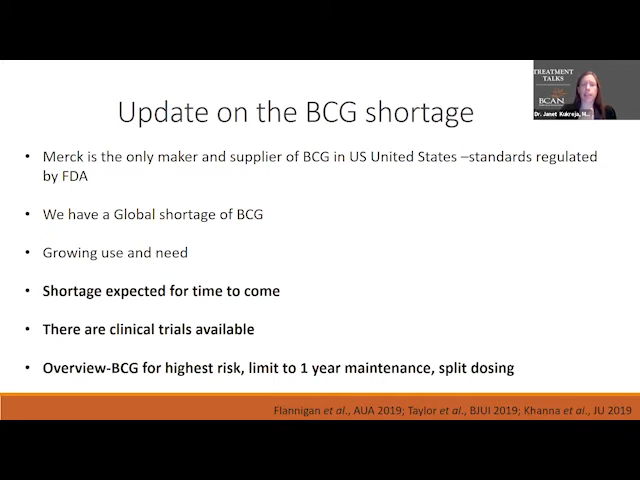 TREATMENT
TALKS
BCAN
Dr. Janet Kukreja, M...
Update on the BCG shortage
• Merck is the only maker and supplier of BCG in US United States –standards regulated
by FDA
• We have a Global shortage of BCG
• Growing use and need
• Shortage expected for time to come
• There are clinical trials available
• Overview-BCG for highest risk, limit to 1 year maintenance, split dosing
Flannigan et al., AUA 2019; Taylor et al., BJUI 2019; Khanna et al., JU 2019